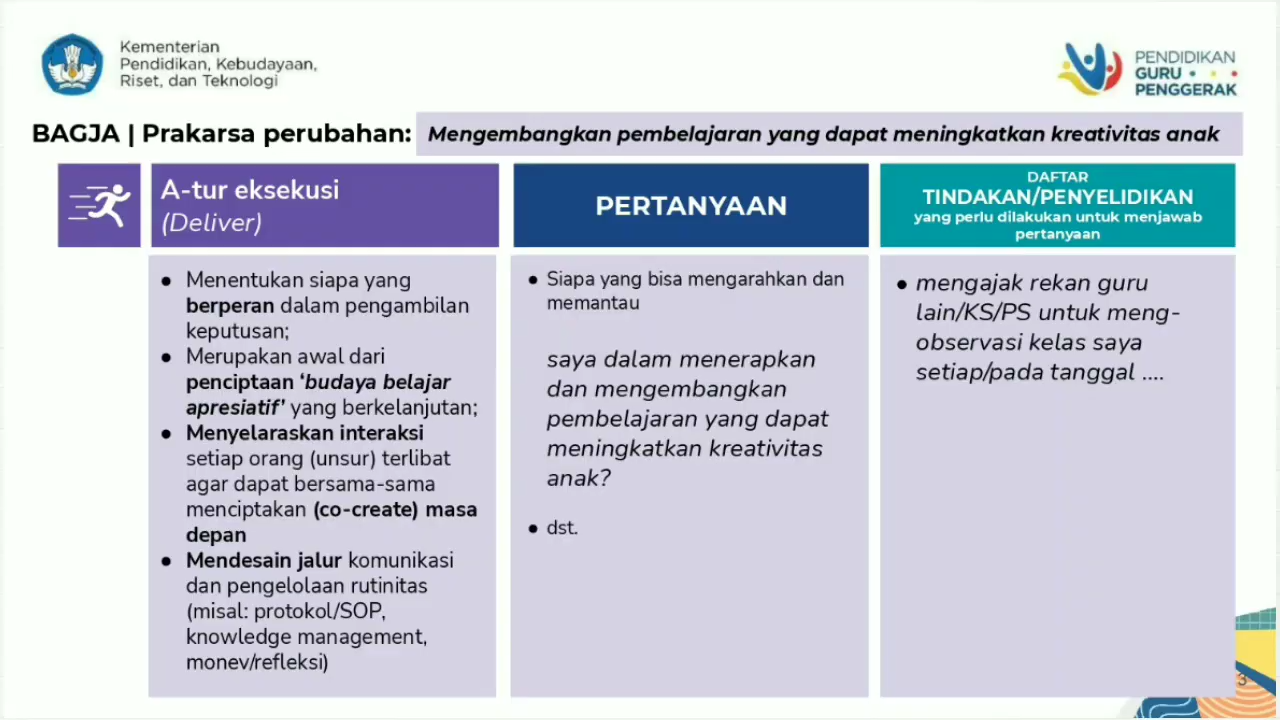 Kementerian
Pendidikan, Kebudayaan,
Riset, dan Teknologi
PENDIDIKAN
GURU
PENGGERAK
BAGJA | Prakarsa perubahan: Mengembangkan pembelajaran yang dapat meningkatkan kreativitas anak
A-tur eksekusi
(Deliver)
PERTANYAAN
DAFTAR
TINDAKAN/PENYELIDIKAN
yang perlu dilakukan untuk menjawab
pertanyaan
● Menentukan siapa yang
berperan dalam pengambilan
keputusan;
● Merupakan awal dari
penciptaan ‘budaya belajar
apresiatif’ yang berkelanjutan;
● Menyelaraskan interaksi
setiap orang (unsur) terlibat
agar dapat bersama-sama
menciptakan (co-create) masa
depan
● Mendesain jalur komunikasi
dan pengelolaan rutinitas
(misal: protokol/SOP,
knowledge management,
monev/refleksi)
● Siapa yang bisa mengarahkan dan
memantau
saya dalam menerapkan
dan mengembangkan
pembelajaran yang dapat
meningkatkan kreativitas
anak?
● dst.
● mengajak rekan guru
lain/KS/PS untuk meng-
observasi kelas saya
setiap/pada tanggal ....
3